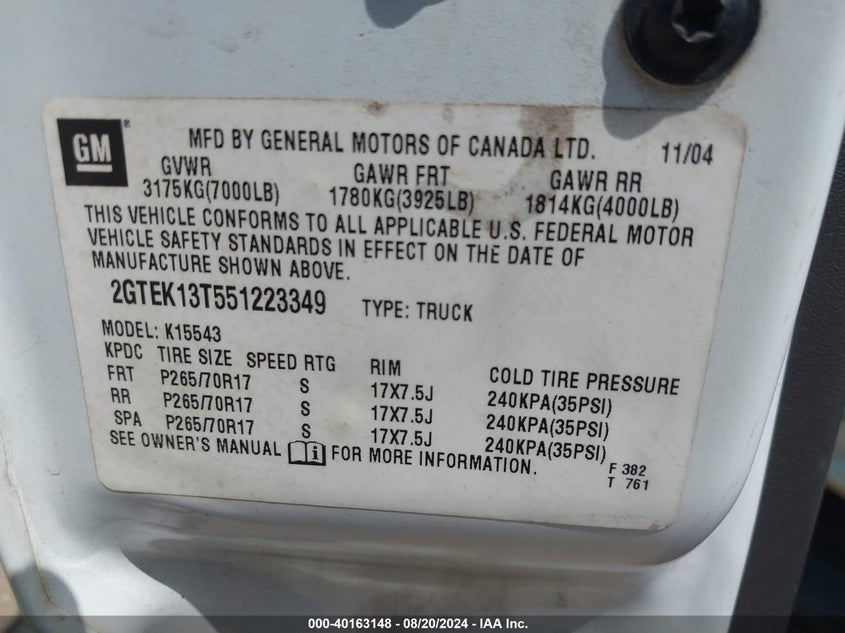 GM® MFD BY GENERAL MOTORS OF CANADA LTD. 11/04
GVWR GAWR FRT GAWR RR
3175KG(7000LB) 1780KG(3925LB) 1814KG(4000LB)
THIS VEHICLE CONFORMS TO ALL APPLICABLE U.S. FEDERAL MOTOR
VEHICLE SAFETY STANDARDS IN EFFECT ON THE DATE OF
MANUFACTURE SHOWN ABOVE.
2GTEK13T551223349 TYPE: TRUCK
MODEL: K15543
KPDC TIRE SIZE SPEED RTG RIM COLD TIRE PRESSURE
FRT P265/70R17 S 17X7.5J 240KPA(35PSI)
RR P265/70R17 S 17X7.5J 240KPA(35PSI)
SPA P265/70R17 S 17X7.5J 240KPA(35PSI)
SEE OWNER'S MANUAL FOR MORE INFORMATION.
F 382
T 761
000-40163148 - 08/20/2024 - IAA Inc.